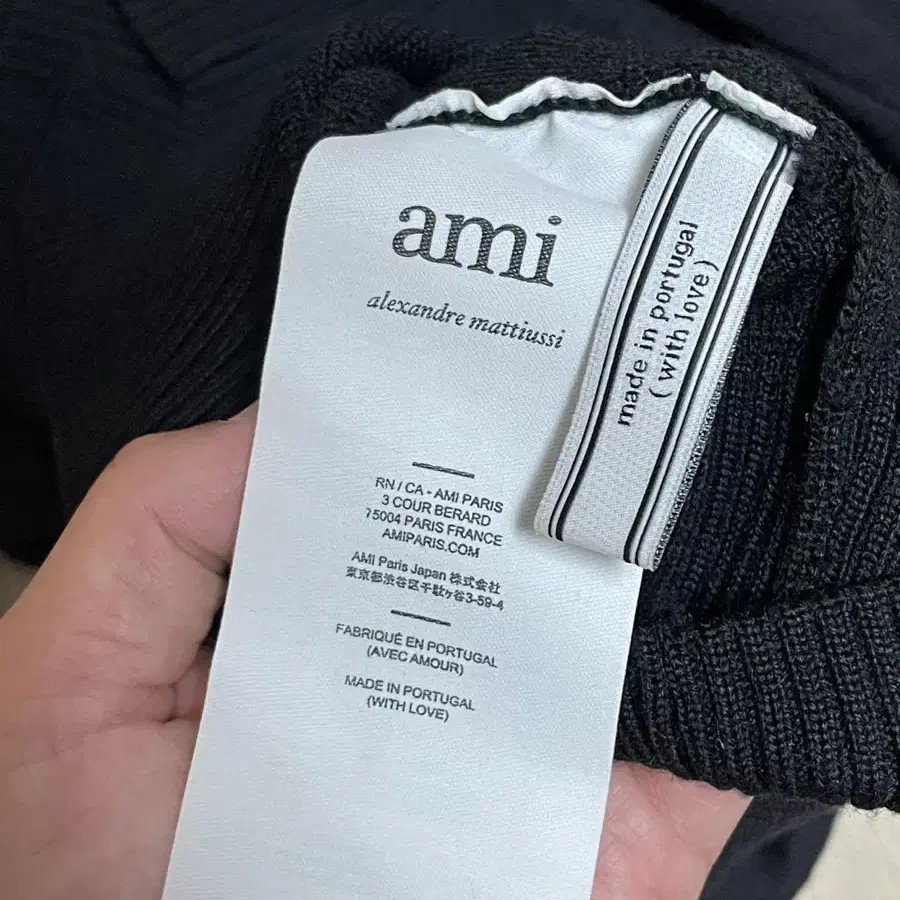 ami
alexandre mattiussi
RN / CA - AMI PARIS
3 COUR BERARD
75004 PARIS FRANCE
AMIPARIS.COM
AMI Paris Japan 株式会社
東京都渋谷区千駄ヶ谷3-59-4
FABRIQUÉ EN PORTUGAL
(AVEC AMOUR)
MADE IN PORTUGAL
(WITH LOVE)
made in portugal
( with love )